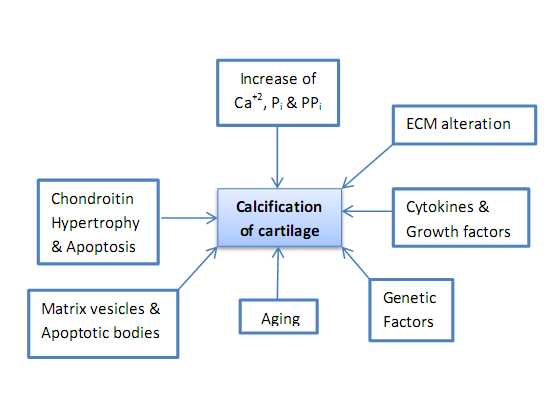 Increase of
Ca+2, Pi & PPi
ECM alteration
Chondroitin
Hypertrophy
& Apoptosis
Calcification
of cartilage
Cytokines &
Growth factors
Matrix vesicles &
Apoptotic bodies
Aging
Genetic
Factors